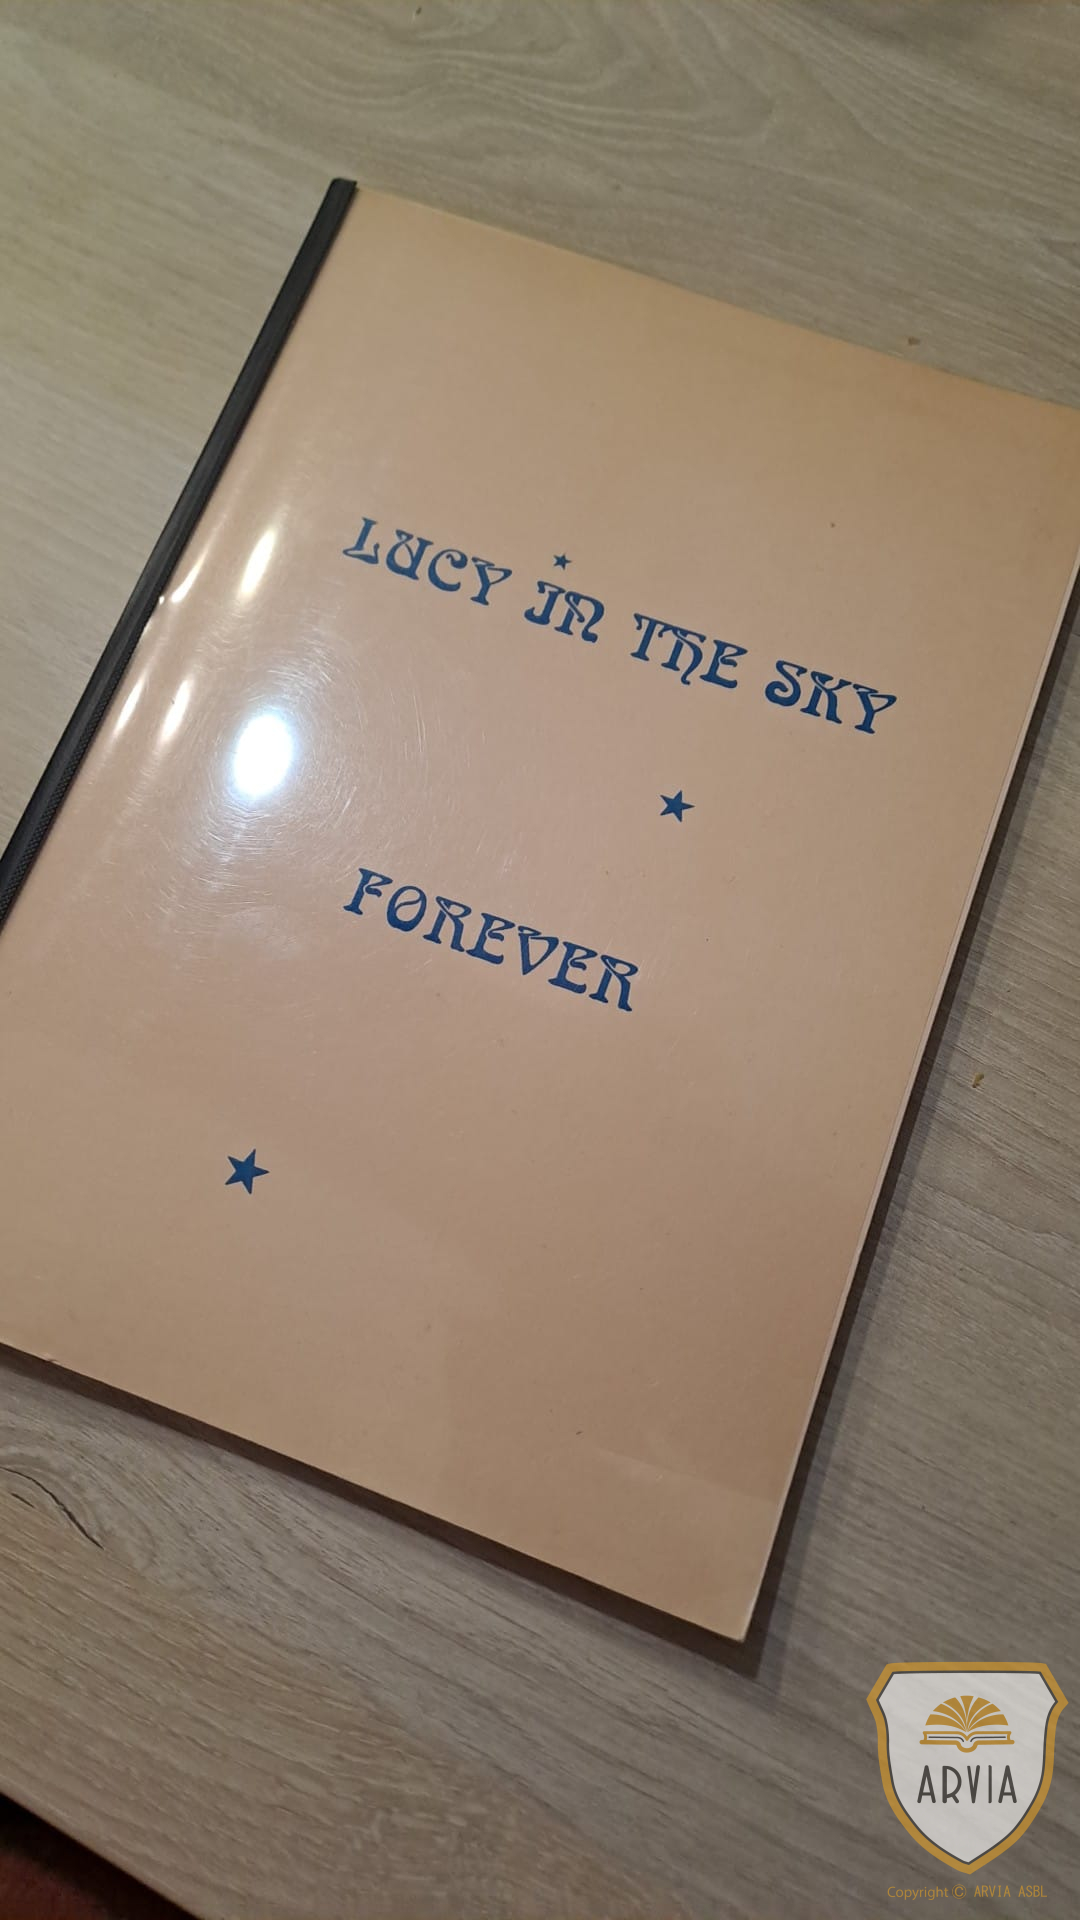 LUCY IN THE SKY
FOREVER
ARVIA
Copyright © ARVIA ASBL